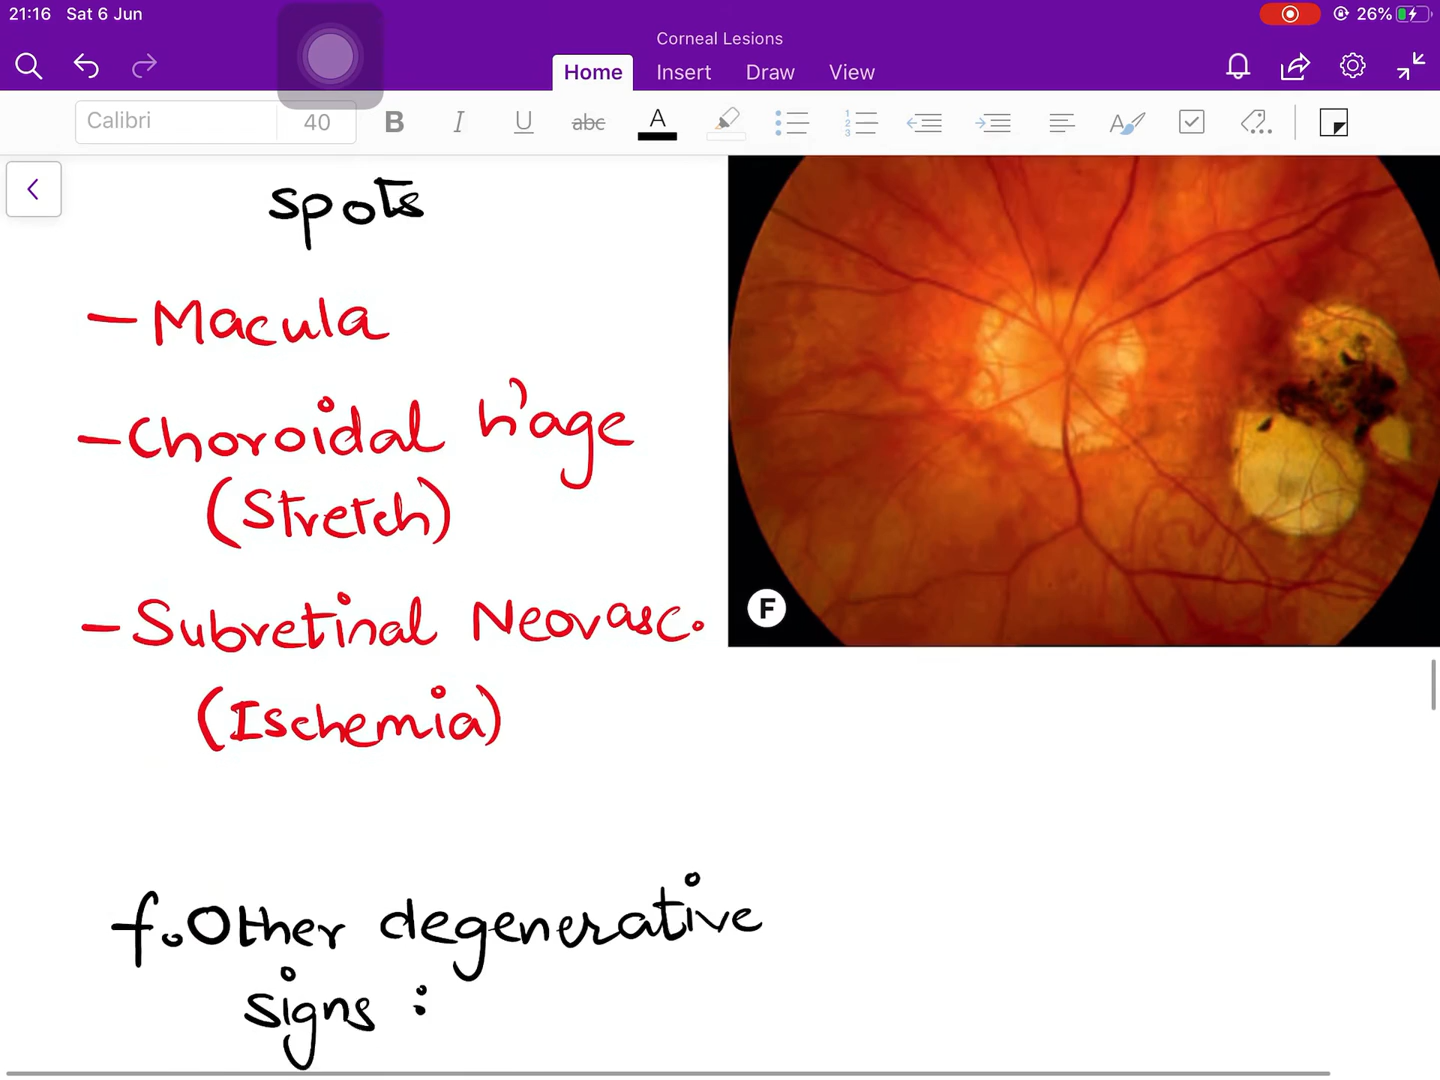 21:16 Sat 6 Jun
26%
Corneal Lesions
Home Insert Draw View
Calibri 40 B I U abc A
spots
- Macula
- Choroidal h'age
(Stretch)
- Subretinal Neovasc.
(Ischemia)
F
f. Other degenerative
signs :